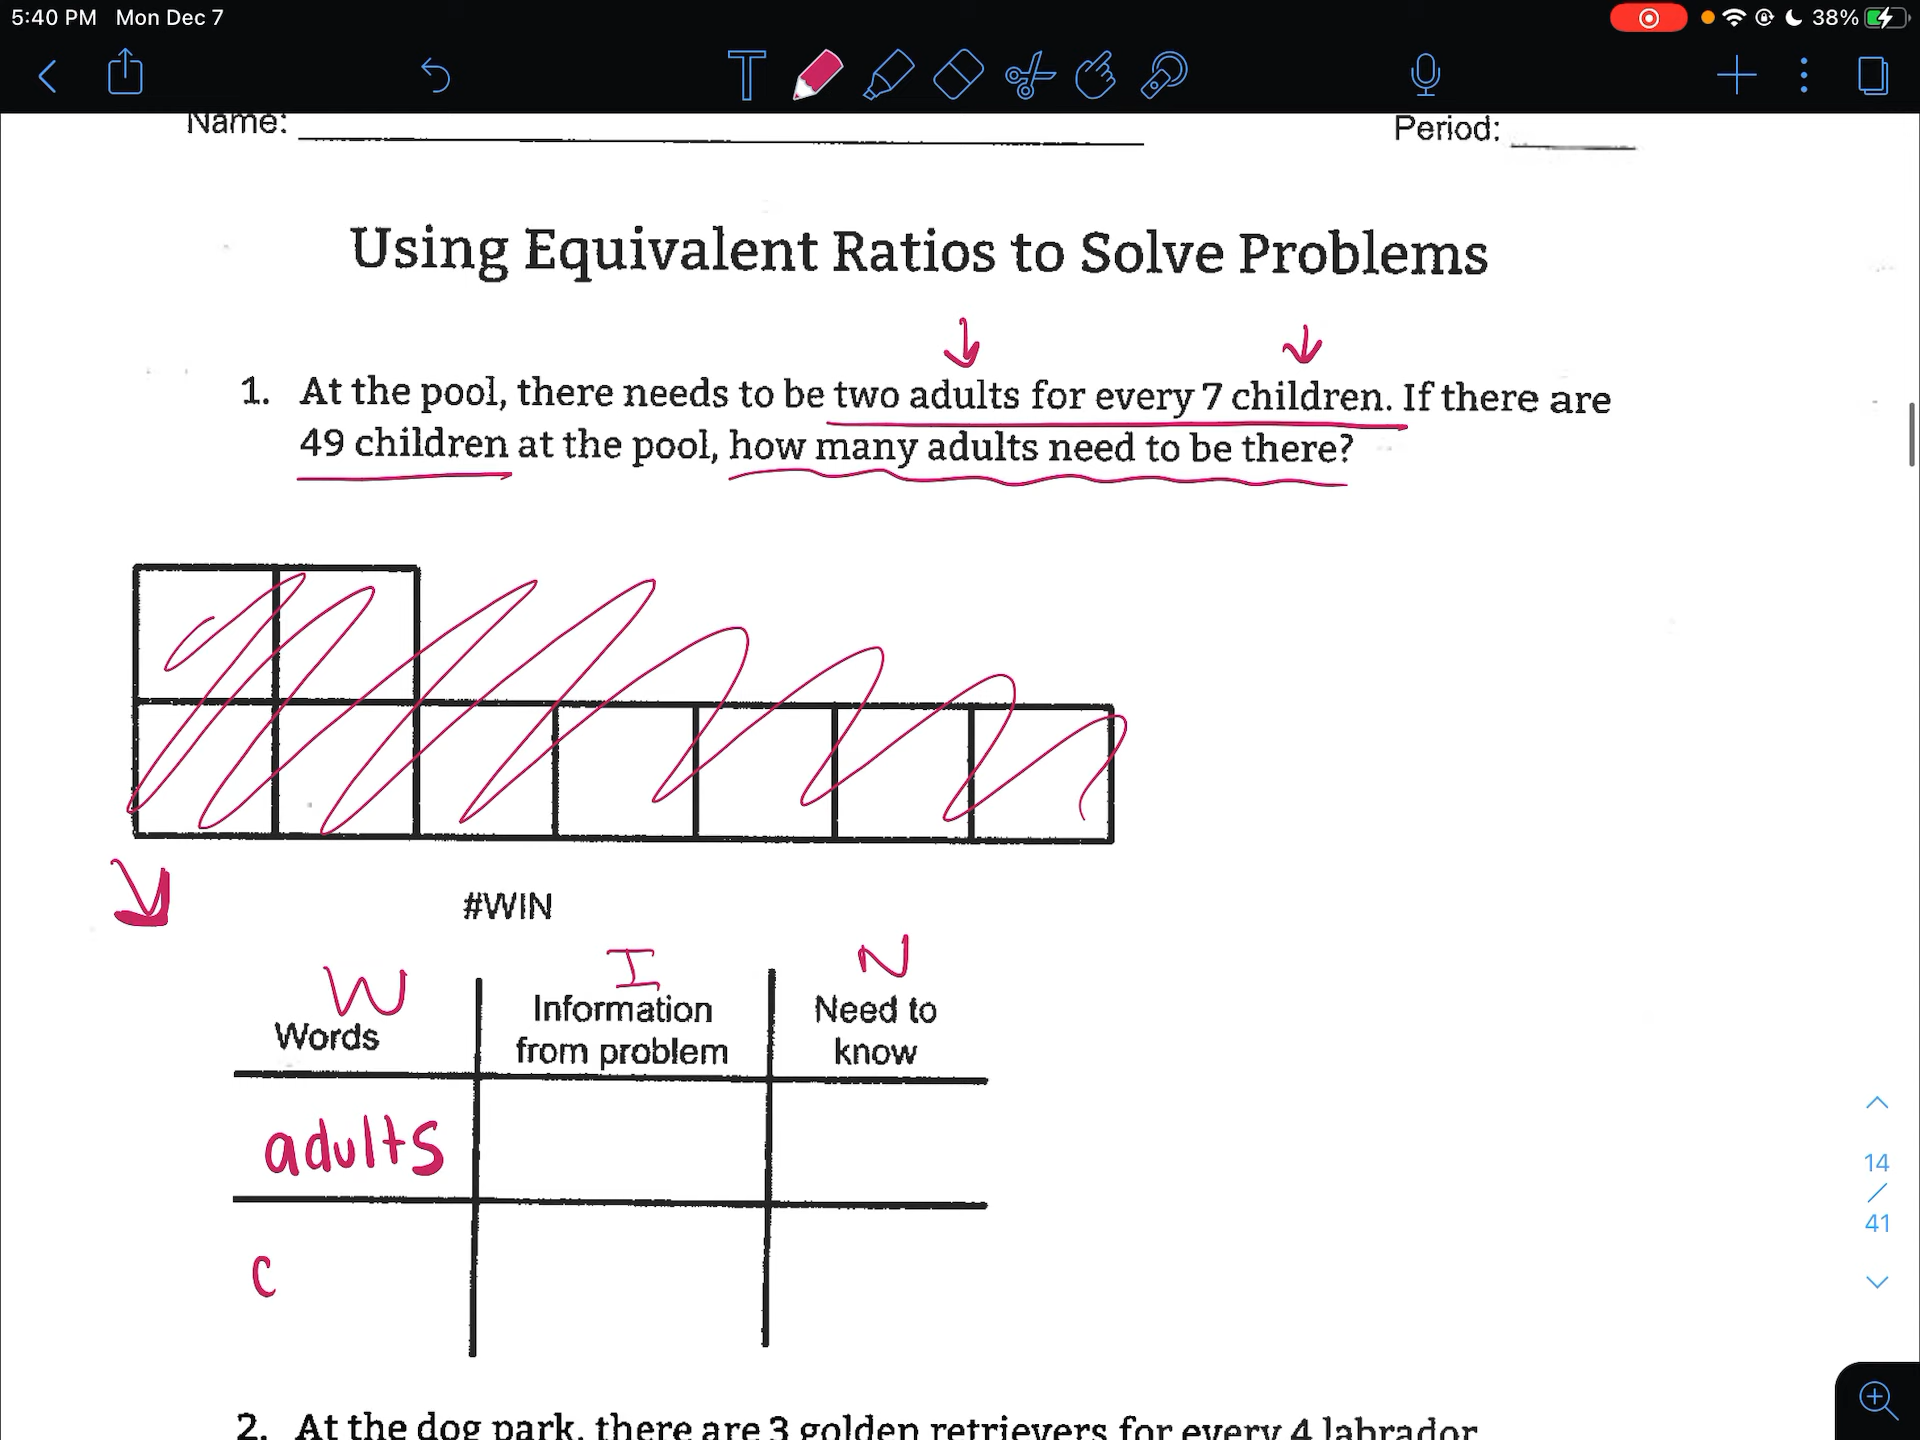 5:40 PM Mon Dec 7 38%
Name: Period:
Using Equivalent Ratios to Solve Problems
1. At the pool, there needs to be two adults for every 7 children. If there are
49 children at the pool, how many adults need to be there?
#WIN
W I N
Words Information from problem Need to know
adults
c
14
/
41
2. At the dog park, there are 3 golden retrievers for every 4 labrador